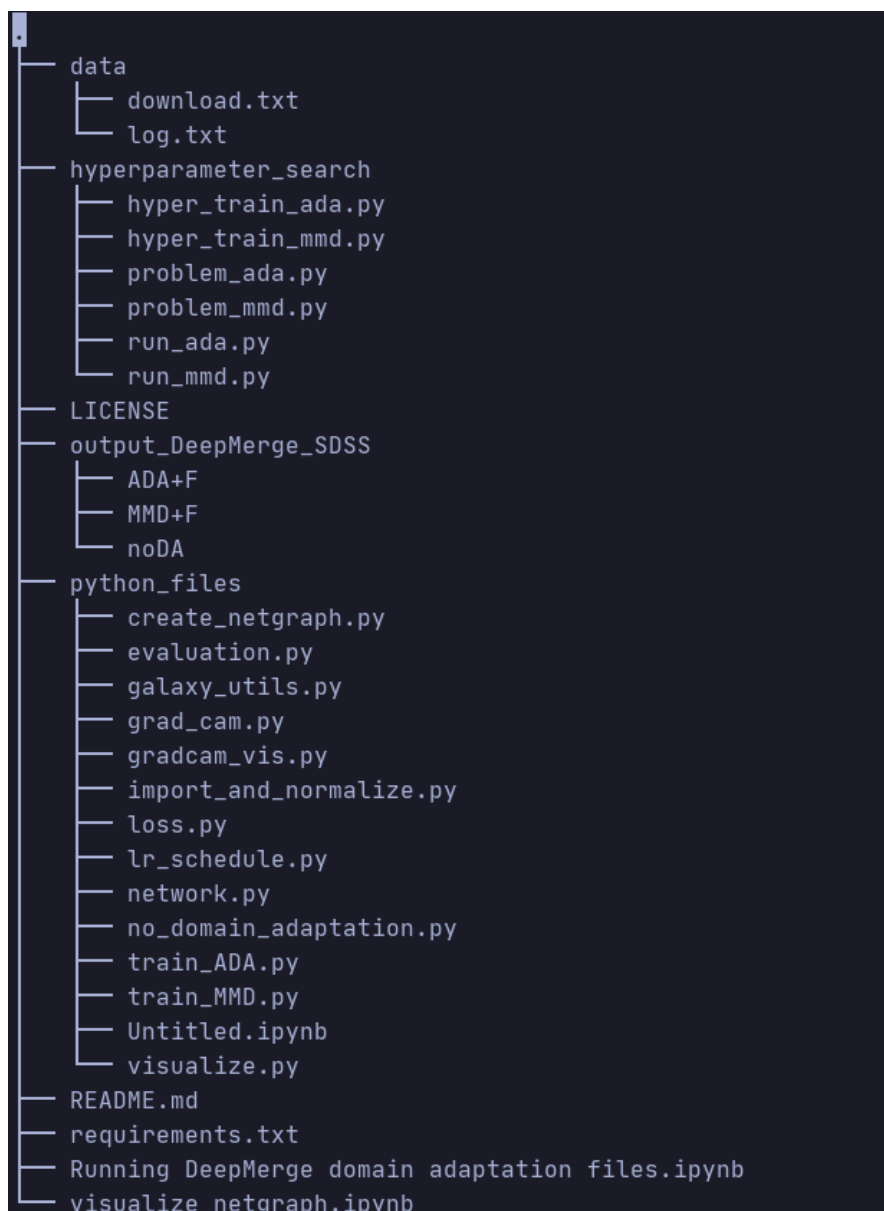 .
├── data
│   ├── download.txt
│   └── log.txt
├── hyperparameter_search
│   ├── hyper_train_ada.py
│   ├── hyper_train_mmd.py
│   ├── problem_ada.py
│   ├── problem_mmd.py
│   ├── run_ada.py
│   └── run_mmd.py
├── LICENSE
├── output_DeepMerge_SDSS
│   ├── ADA+F
│   ├── MMD+F
│   └── noDA
├── python_files
│   ├── create_netgraph.py
│   ├── evaluation.py
│   ├── galaxy_utils.py
│   ├── grad_cam.py
│   ├── gradcam_vis.py
│   ├── import_and_normalize.py
│   ├── loss.py
│   ├── lr_schedule.py
│   ├── network.py
│   ├── no_domain_adaptation.py
│   ├── train_ADA.py
│   ├── train_MMD.py
│   ├── Untitled.ipynb
│   └── visualize.py
├── README.md
├── requirements.txt
├── Running DeepMerge domain adaptation files.ipynb
└── visualize_netgraph.ipynb